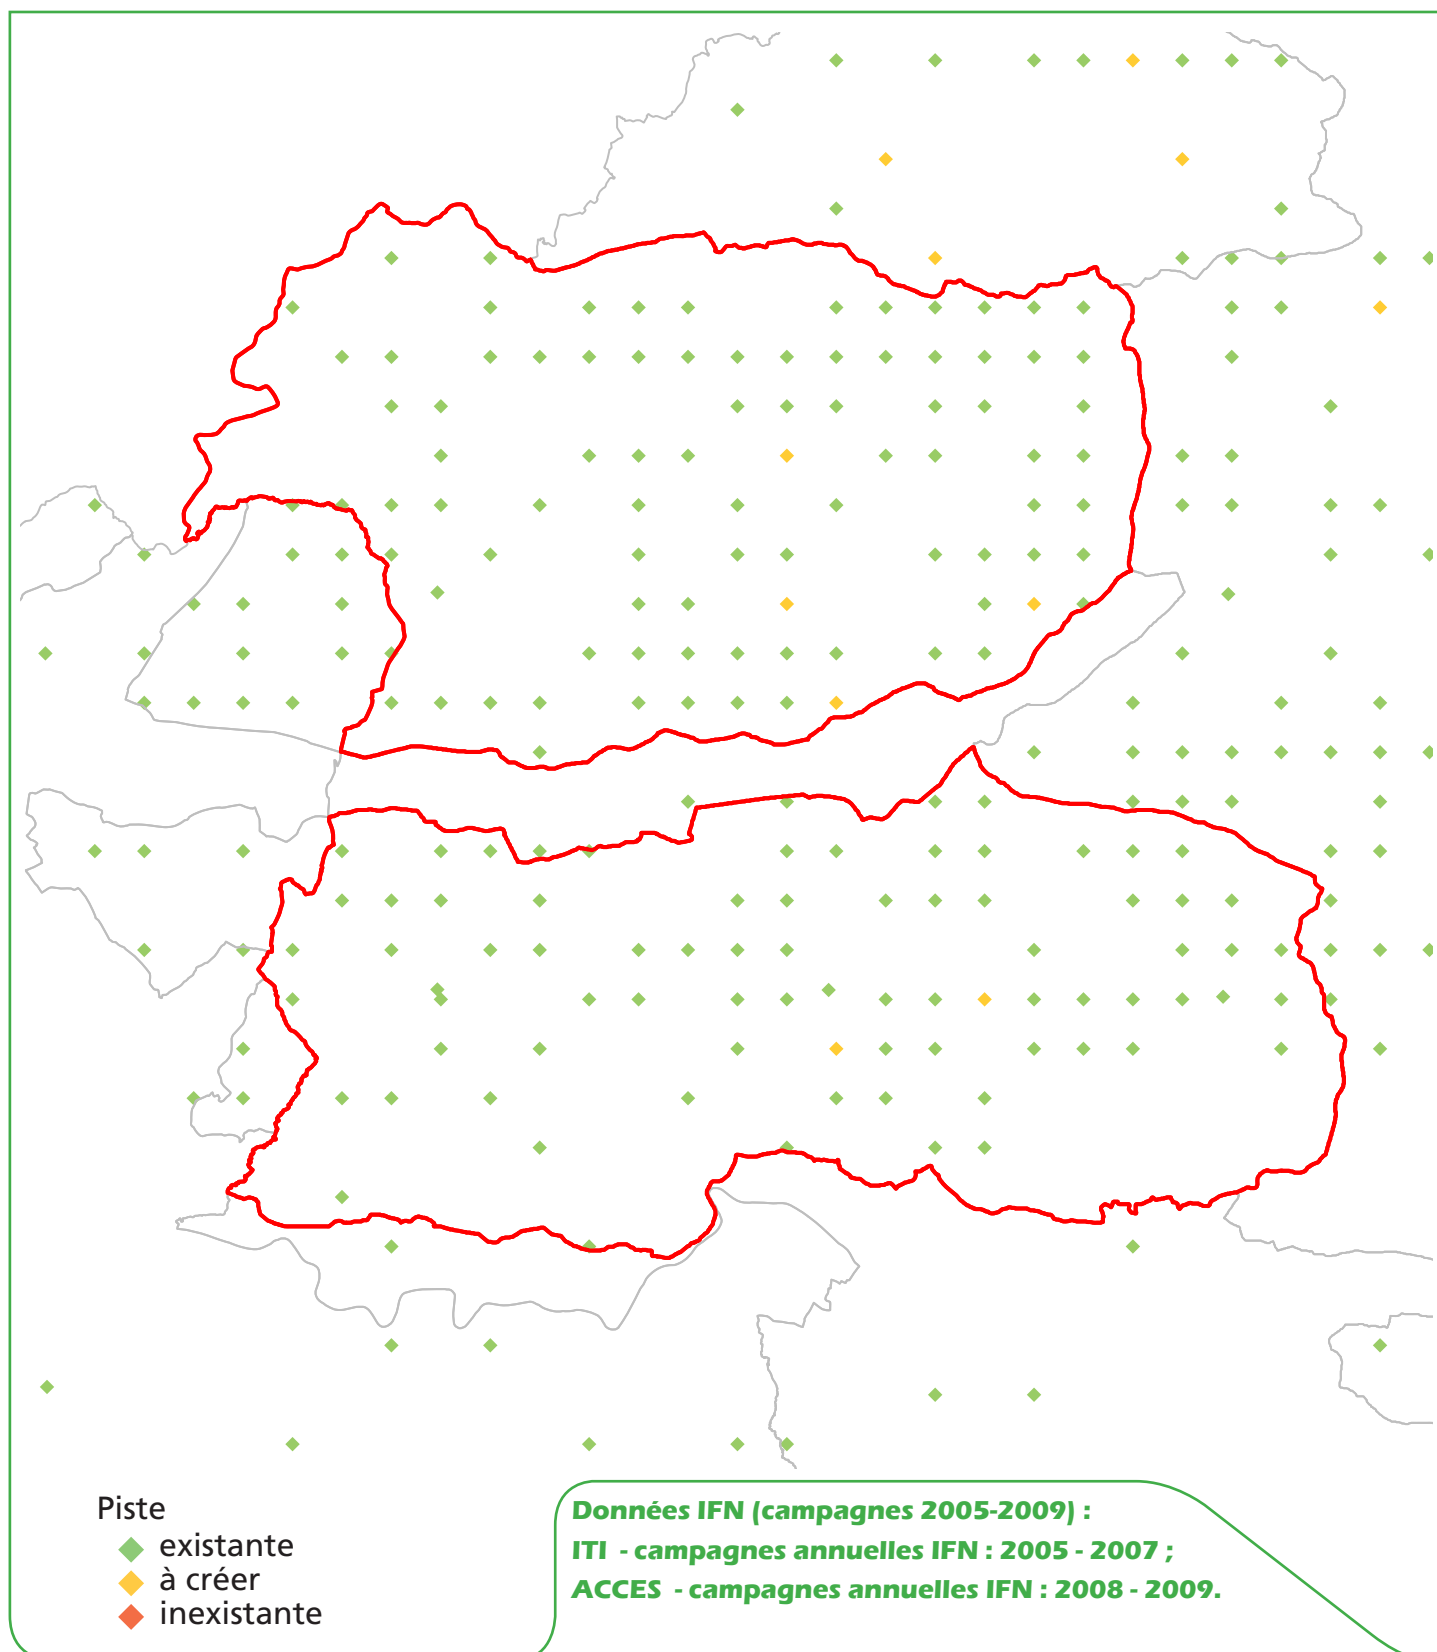 Piste
existante
à créer
inexistante
Données IFN (campagnes 2005-2009) :
ITI - campagnes annuelles IFN : 2005 - 2007 ;
ACCES - campagnes annuelles IFN : 2008 - 2009.